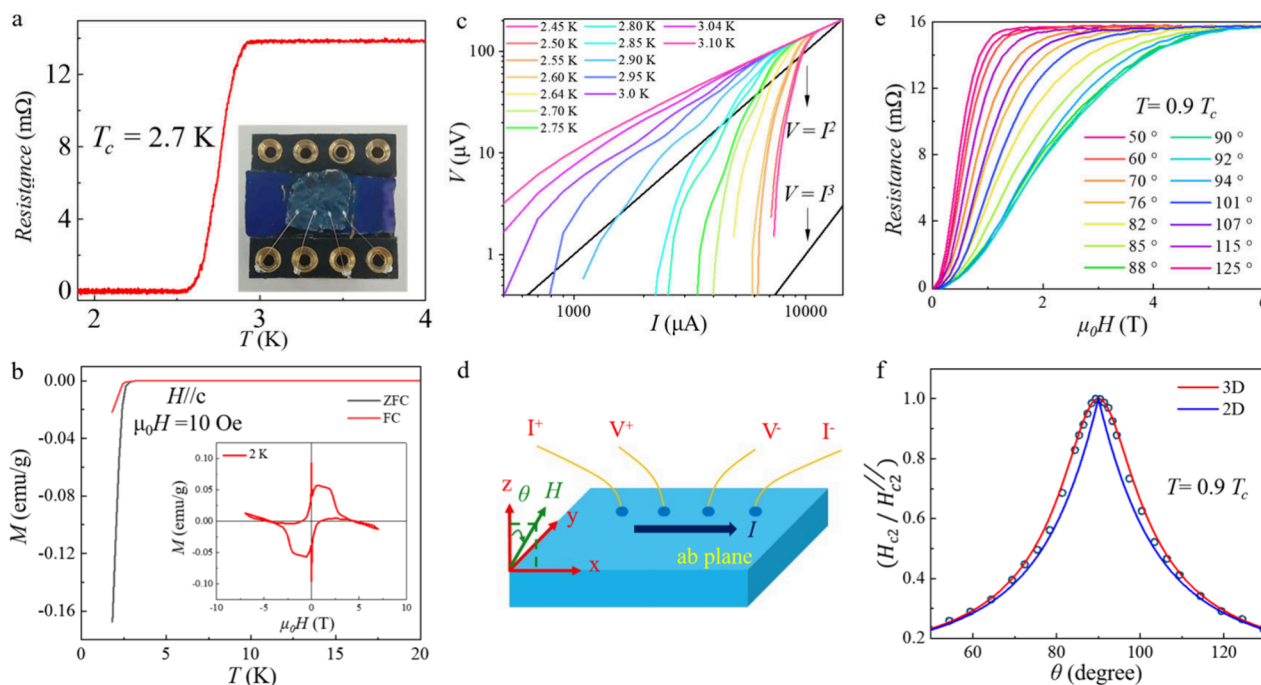 a
Resistance (mΩ)
12
8
4
0
T_c = 2.7 K
2
3
4
T (K)
b
M (emu/g)
0.00
-0.04
-0.08
-0.12
-0.16
H//c
μ₀H =10 Oe
ZFC
FC
2 K
M (emu/g)
0.10
0.05
0.00
-0.05
-0.10
-10
-5
0
5
10
μ₀H (T)
0
5
10
15
20
T (K)
c
V (μV)
100
10
1
2.45 K
2.50 K
2.55 K
2.60 K
2.64 K
2.70 K
2.75 K
2.80 K
2.85 K
2.90 K
2.95 K
3.0 K
3.04 K
3.10 K
V = I²
V = I³
1000
10000
I (μA)
d
I⁺
V⁺
V⁻
I⁻
z
θ
H
y
x
I
ab plane
e
Resistance (mΩ)
16
12
8
4
0
T= 0.9 T_c
50 °
60 °
70 °
76 °
82 °
85 °
88 °
90 °
92 °
94 °
101 °
107 °
115 °
125 °
0
2
4
6
μ₀H (T)
f
(H_c2 / H_c2^//)
1.0
0.8
0.6
0.4
0.2
3D
2D
T= 0.9 T_c
60
80
100
120
θ (degree)